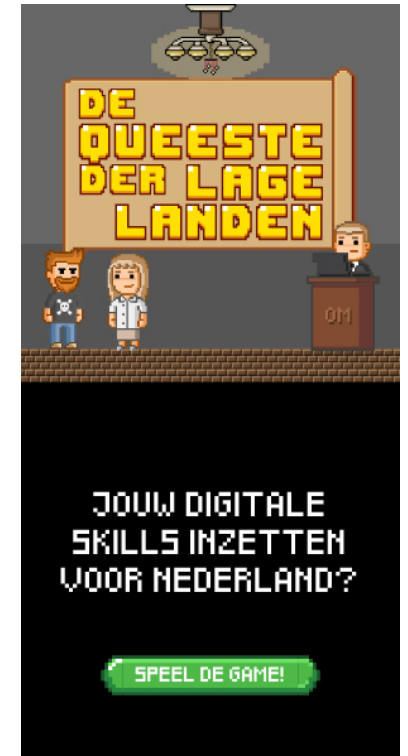 DE
QUEESTE
DER LAGE
LANDEN
OM
JOUW DIGITALE
SKILLS INZETTEN
VOOR NEDERLAND?
SPEEL DE GAME!